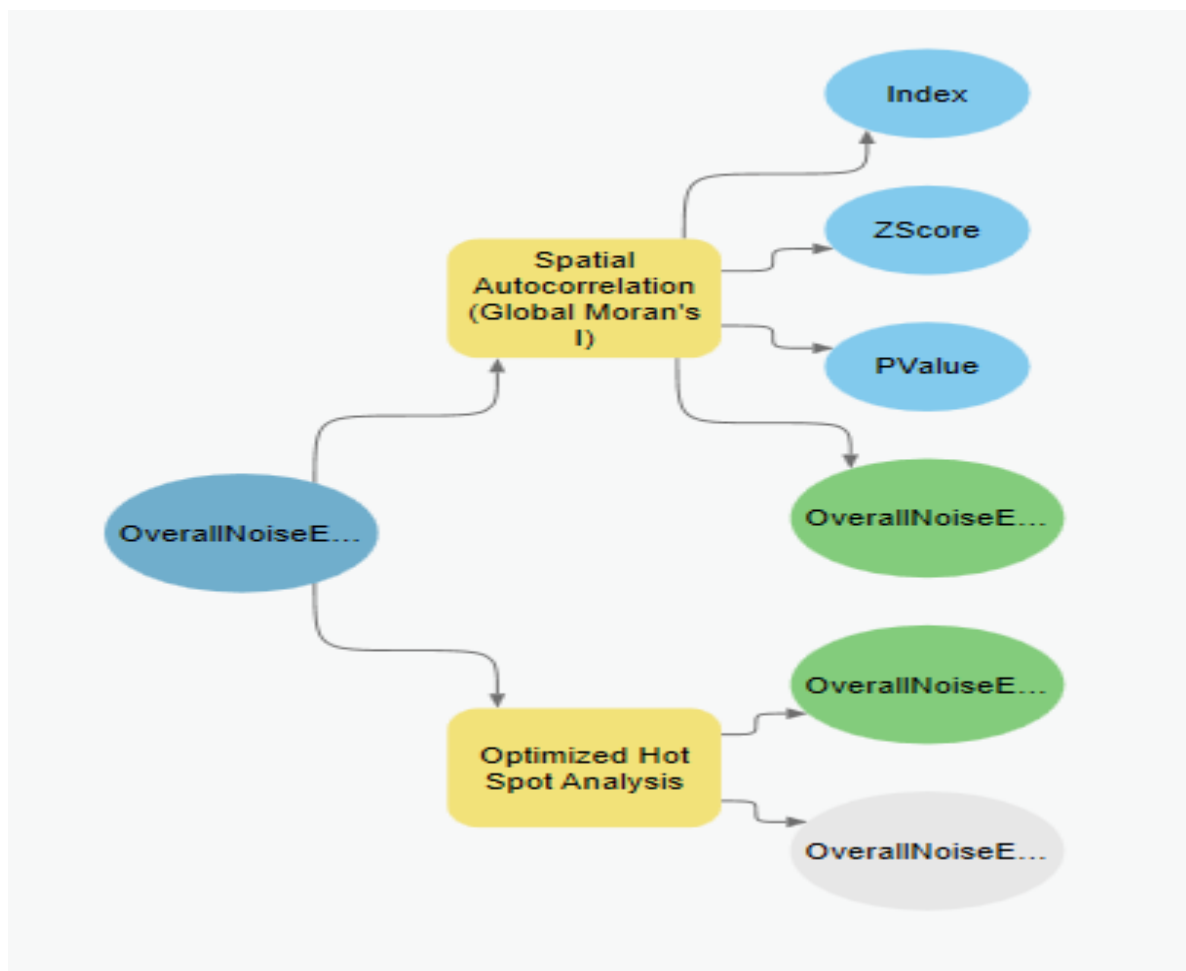 Index
ZScore
Spatial
Autocorrelation
(Global Moran's
I)
PValue
OverallNoiseE...
OverallNoiseE...
OverallNoiseE...
Optimized Hot
Spot Analysis
OverallNoiseE...